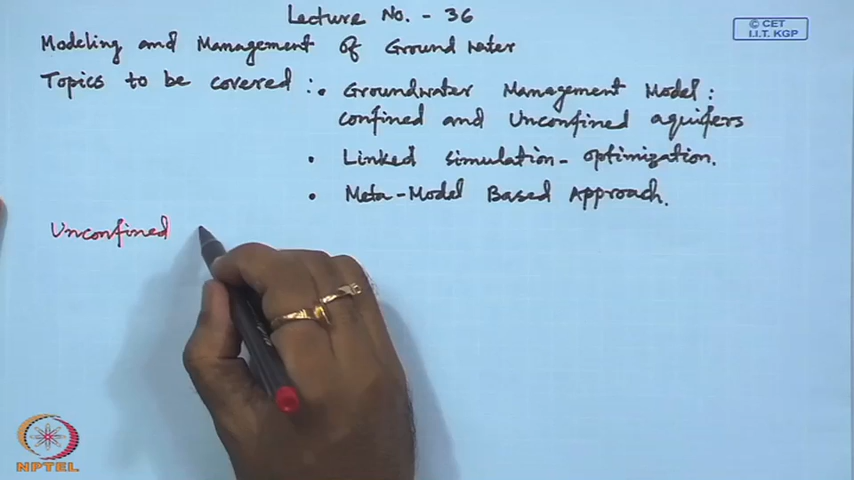 Lecture No. - 36
© CET
I.I.T. KGP
Modeling and Management of Ground water
Topics to be covered : • Groundwater Management Model :
confined and Unconfined aquifers
• Linked simulation - optimization.
• Meta-Model Based Approach.
Unconfined
NPTEL